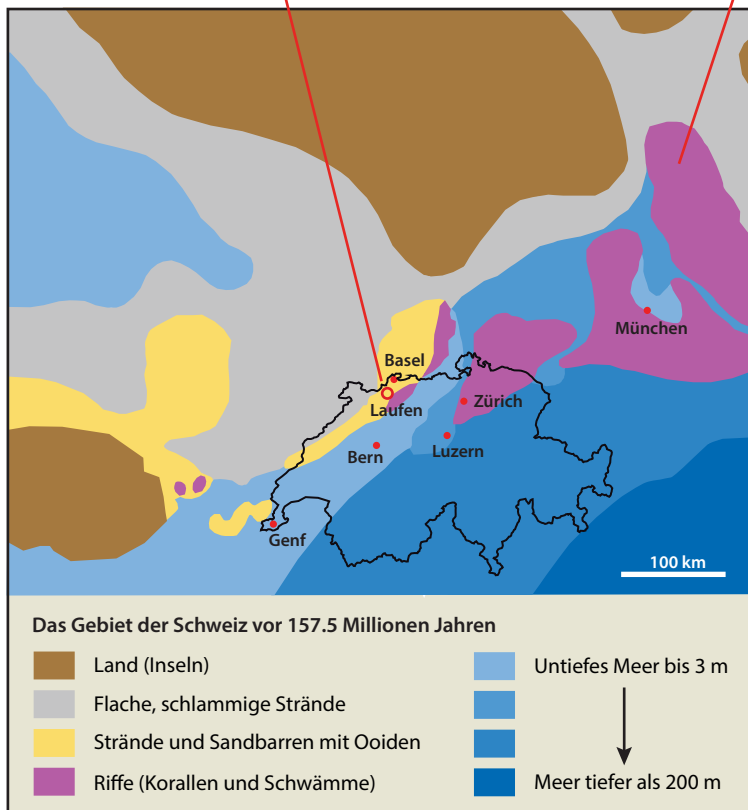 München
Basel
Laufen
Zürich
Bern
Luzern
Genf
100 km
Das Gebiet der Schweiz vor 157.5 Millionen Jahren
Land (Inseln)
Flache, schlammige Strände
Strände und Sandbarren mit Ooiden
Riffe (Korallen und Schwämme)
Untiefes Meer bis 3 m
Meer tiefer als 200 m